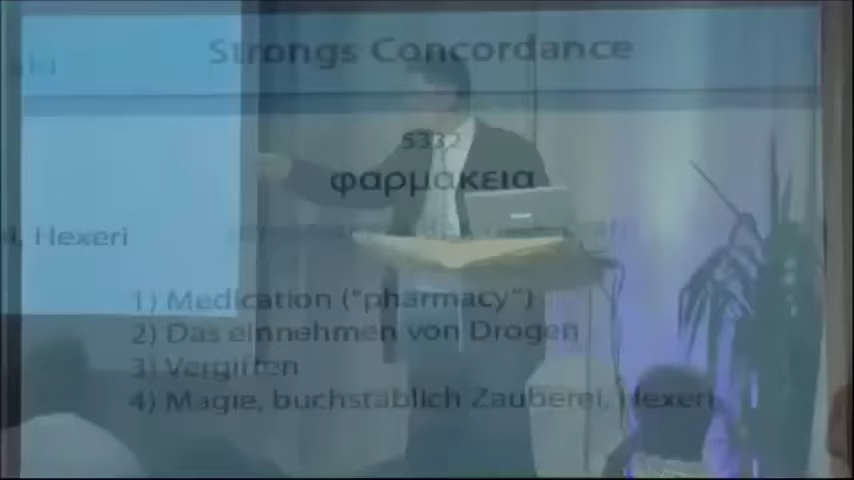 Strongs Concordance
5332
φαρμακεια
1) Medication ("pharmacy")
2) Das einnehmen von Drogen
3) Vergiften
4) Magie, buchstäblich Zauberei, Hexeri
Hexeri